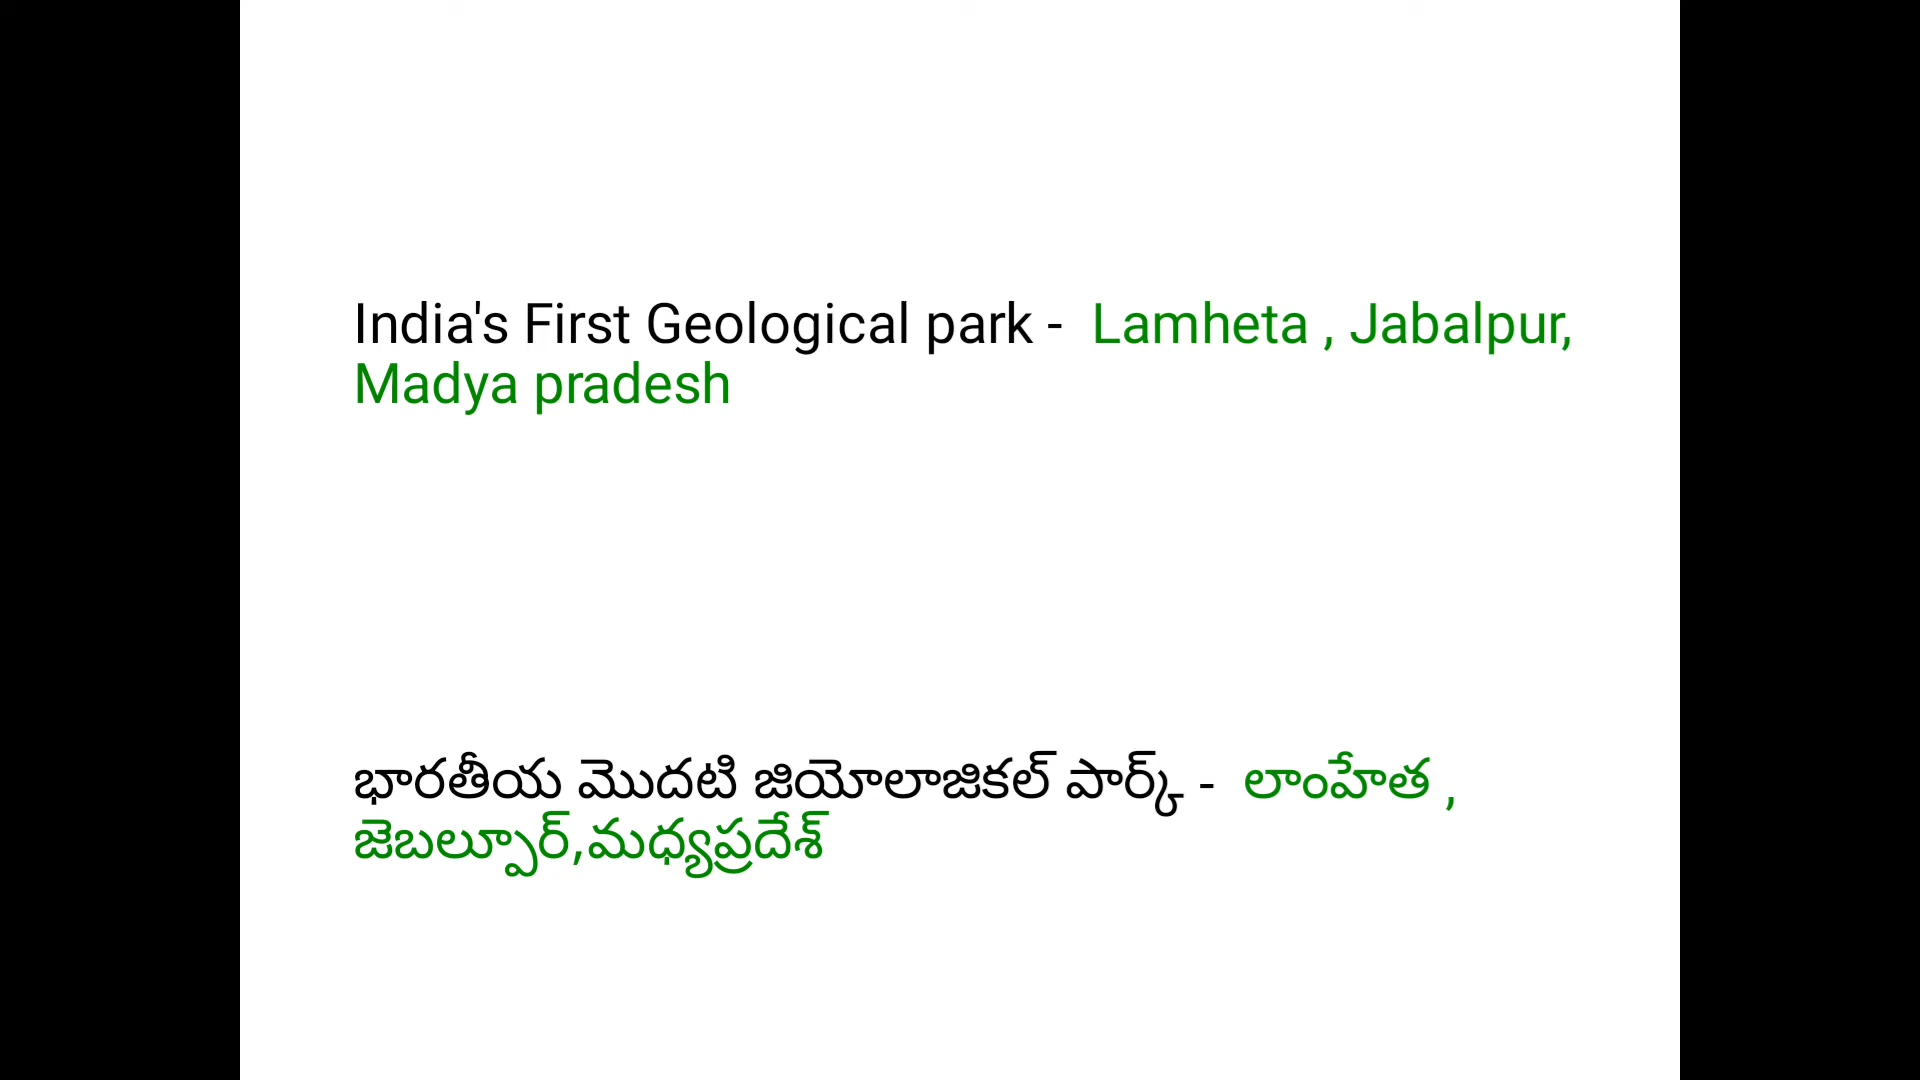 India's First Geological park -  Lamheta , Jabalpur,
Madya pradesh
భారతీయ మొదటి జియోలాజికల్ పార్క్ -  లాంహేత ,
జెబల్పూర్,మధ్యప్రదేశ్